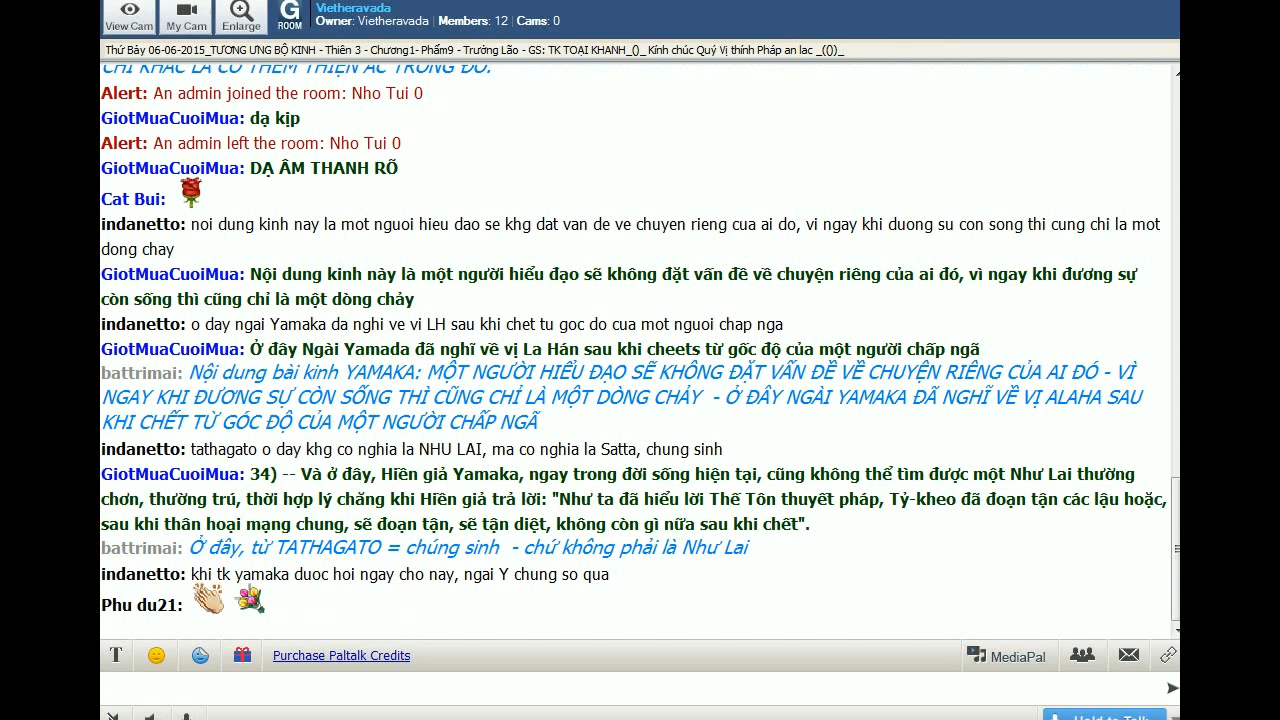 Vietheravada
View Cam
My Cam
Enlarge
G
ROOM
Owner: Vietheravada | Members: 12 | Cams: 0
Thứ Bảy 06-06-2015_TƯƠNG ƯNG BỘ KINH - Thiên 3 - Chương1- Phẩm9 - Trưởng Lão - GS: TK TOẠI KHANH_()_ Kính chúc Quý Vị thính Pháp an lac _(())_
CHI KHÁC LÀ CÓ THÊM THIỆN ÁC TRONG ĐÓ.
Alert: An admin joined the room: Nho Tui 0
GiotMuaCuoiMua: dạ kịp
Alert: An admin left the room: Nho Tui 0
GiotMuaCuoiMua: DẠ ÂM THANH RÕ
Cat Bui:
indanetto: noi dung kinh nay la mot nguoi hieu dao se khg dat van de ve chuyen rieng cua ai do, vi ngay khi duong su con song thi cung chi la mot
dong chay
GiotMuaCuoiMua: Nội dung kinh này là một người hiểu đạo sẽ không đặt vấn đề về chuyện riêng của ai đó, vì ngay khi đương sự
còn sống thì cũng chỉ là một dòng chảy
indanetto: o day ngai Yamaka da nghi ve vi LH sau khi chet tu goc do cua mot nguoi chap nga
GiotMuaCuoiMua: Ở đây Ngài Yamada đã nghĩ về vị La Hán sau khi cheets từ gốc độ của một người chấp ngã
battrimai: Nội dung bài kinh YAMAKA: MỘT NGƯỜI HIỂU ĐẠO SẼ KHÔNG ĐẶT VẤN ĐỀ VỀ CHUYỆN RIÊNG CỦA AI ĐÓ - VÌ
NGAY KHI ĐƯƠNG SỰ CÒN SỐNG THÌ CŨNG CHỈ LÀ MỘT DÒNG CHẢY - Ở ĐÂY NGÀI YAMAKA ĐÃ NGHĨ VỀ VỊ ALAHA SAU
KHI CHẾT TỪ GÓC ĐỘ CỦA MỘT NGƯỜI CHẤP NGÃ
indanetto: tathagato o day khg co nghia la NHU LAI, ma co nghia la Satta, chung sinh
GiotMuaCuoiMua: 34) -- Và ở đây, Hiền giả Yamaka, ngay trong đời sống hiện tại, cũng không thể tìm được một Như Lai thường
chơn, thường trú, thời hợp lý chăng khi Hiền giả trả lời: "Như ta đã hiểu lời Thế Tôn thuyết pháp, Tỷ-kheo đã đoạn tận các lậu hoặc,
sau khi thân hoại mạng chung, sẽ đoạn tận, sẽ tận diệt, không còn gì nữa sau khi chết".
battrimai: Ở đây, từ TATHAGATO = chúng sinh - chứ không phải là Như Lai
indanetto: khi tk yamaka duoc hoi ngay cho nay, ngai Y chung so qua
Phu du21:
T
Purchase Paltalk Credits
MediaPal
Hold to Talk